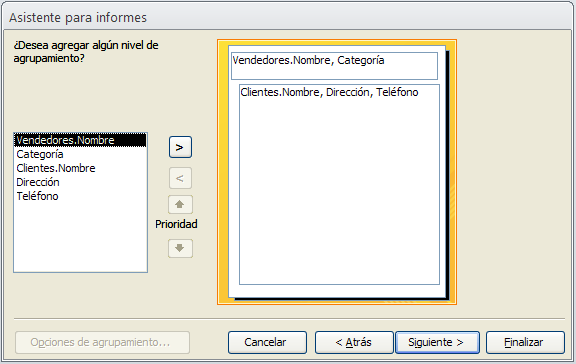 Asistente para informes
¿Desea agregar algún nivel de
agrupamiento?
Vendedores.Nombre
Categoría
Clientes.Nombre
Dirección
Teléfono
>
<
Prioridad
Vendedores.Nombre, Categoría
Clientes.Nombre, Dirección, Teléfono
Opciones de agrupamiento...
Cancelar
< Atrás
Siguiente >
Finalizar